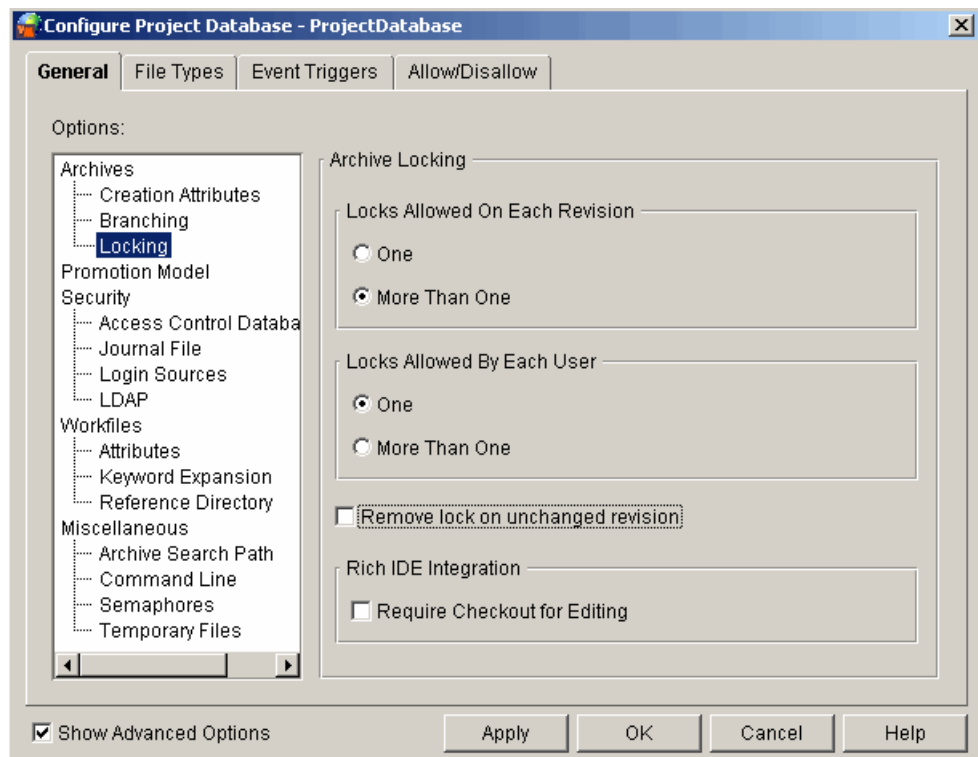 Configure Project Database - ProjectDatabase
General
File Types
Event Triggers
Allow/Disallow
Options:
Archives
Creation Attributes
Branching
Locking
Promotion Model
Security
Access Control Databa
Journal File
Login Sources
LDAP
Workfiles
Attributes
Keyword Expansion
Reference Directory
Miscellaneous
Archive Search Path
Command Line
Semaphores
Temporary Files
Archive Locking
Locks Allowed On Each Revision
One
More Than One
Locks Allowed By Each User
One
More Than One
Remove lock on unchanged revision
Rich IDE Integration
Require Checkout for Editing
Show Advanced Options
Apply
OK
Cancel
Help